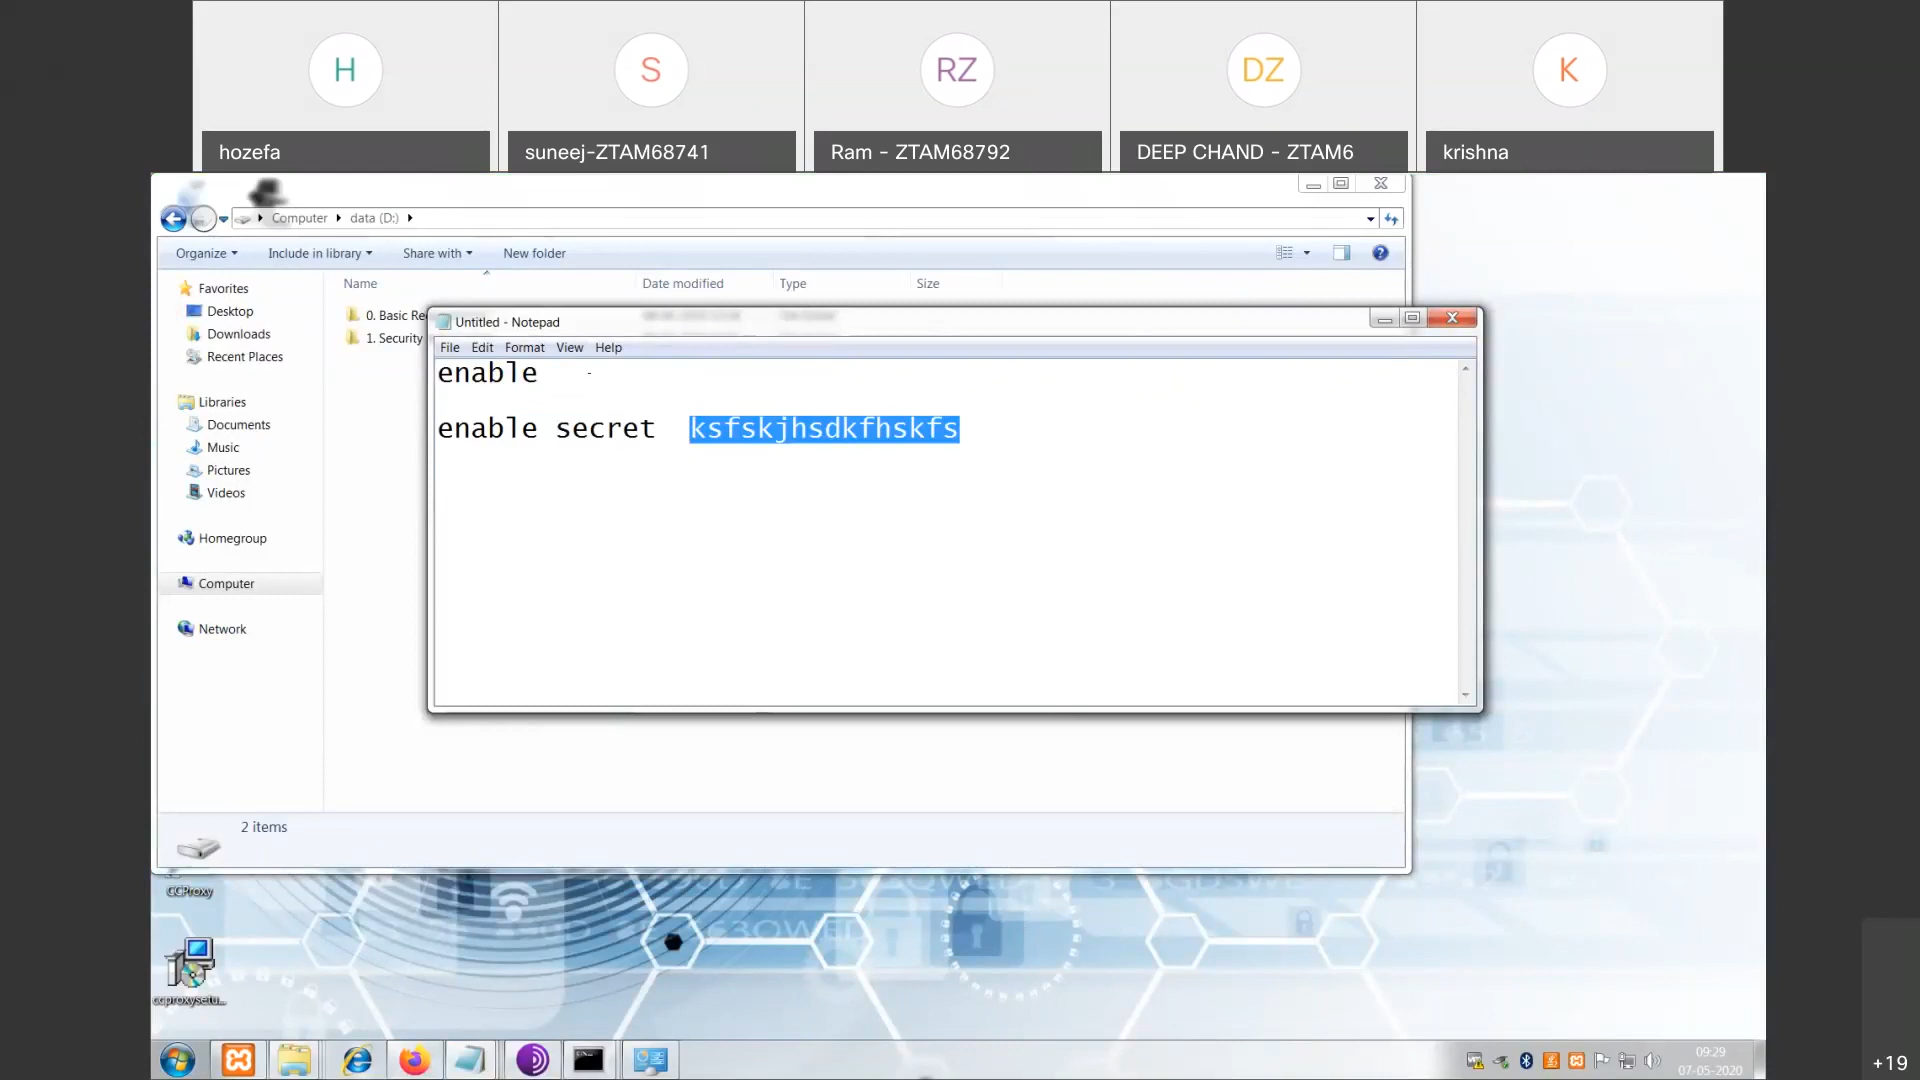 H
S
RZ
DZ
K
hozefa
suneej-ZTAM68741
Ram - ZTAM68792
DEEP CHAND - ZTAM6
krishna
Computer
data (D:)
Organize
Include in library
Share with
New folder
Name
Date modified
Type
Size
Favorites
Desktop
Downloads
Recent Places
Libraries
Documents
Music
Pictures
Videos
Homegroup
Computer
Network
0. Basic Re
1. Security
Untitled - Notepad
File Edit Format View Help
enable -
enable secret ksfskjhsdkfhskfs
2 items
CCProxy
ccproxysetu...
09:29
07-05-2020
+19